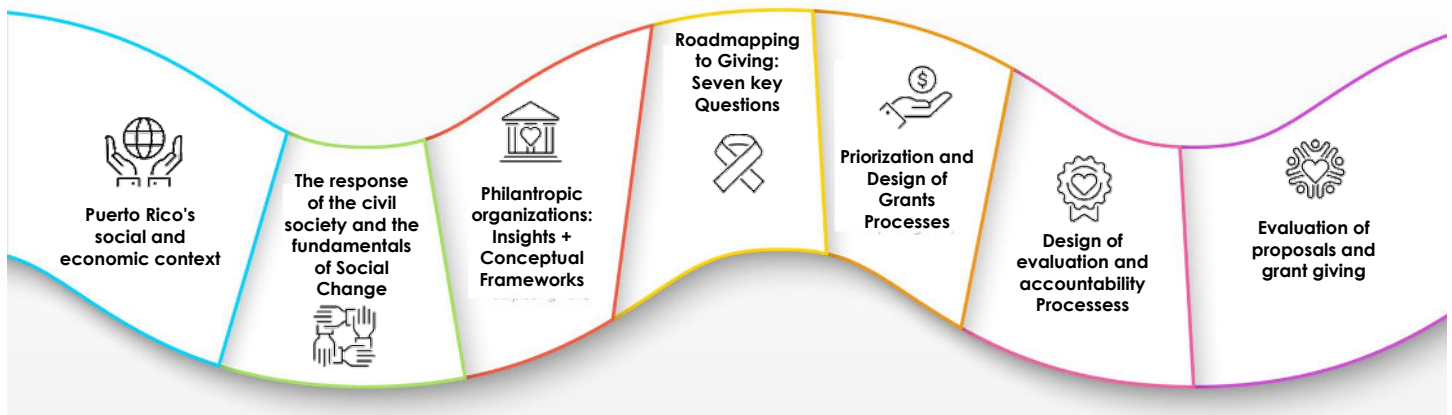 Puerto Rico's
social and
economic context
The response
of the civil
society and the
fundamentals
of Social
Change
Philantropic
organizations:
Insights +
Conceptual
Frameworks
Roadmapping
to Giving:
Seven key
Questions
Priorization and
Design of
Grants
Processes
Design of
evaluation and
accountability
Processess
Evaluation of
proposals and
grant giving